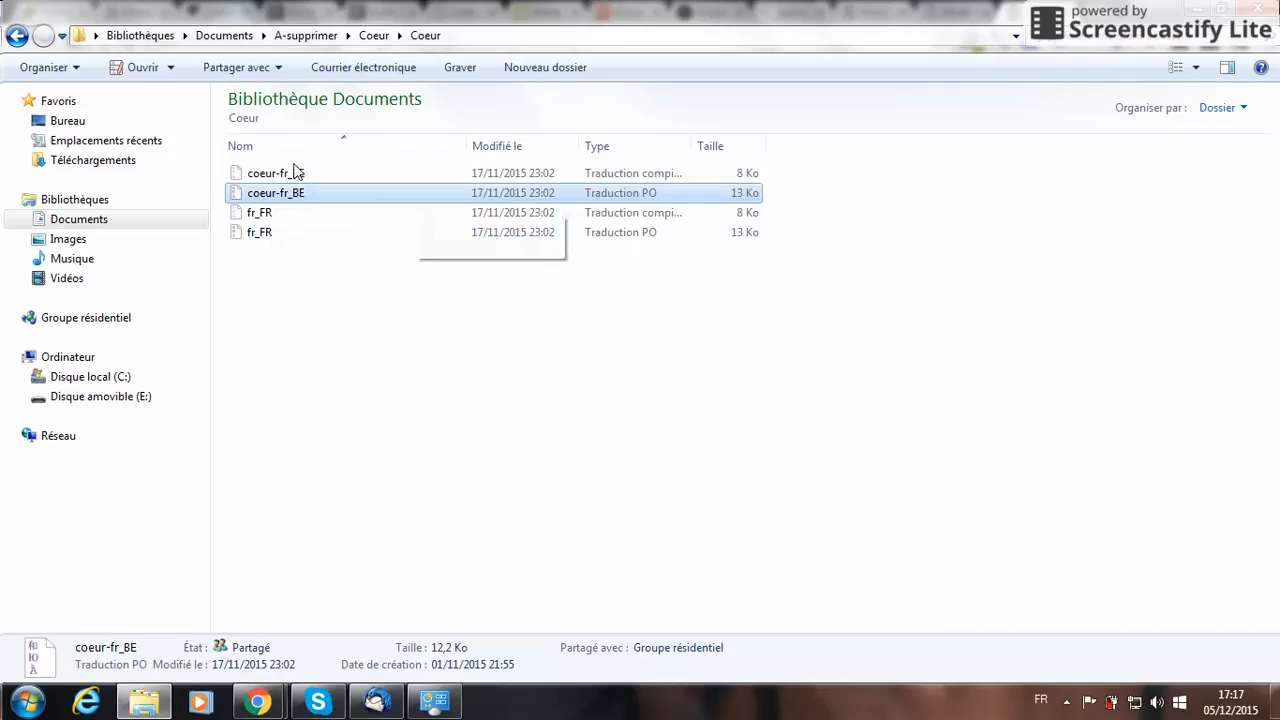 powered by
Screencastify Lite
Bibliothèques Documents A-supprimer Coeur Coeur
Organiser Ouvrir Partager avec Courrier électronique Graver Nouveau dossier
Favoris
Bureau
Emplacements récents
Téléchargements
Bibliothèques
Documents
Images
Musique
Vidéos
Groupe résidentiel
Ordinateur
Disque local (C:)
Disque amovible (E:)
Réseau
Bibliothèque Documents
Coeur
Organiser par : Dossier
Nom Modifié le Type Taille
17/11/2015 23:02 Traduction compi... 8 Ko
coeur-fr_BE 17/11/2015 23:02 Traduction PO 13 Ko
fr_FR 17/11/2015 23:02 Traduction compi... 8 Ko
fr_FR 17/11/2015 23:02 Traduction PO 13 Ko
coeur-fr_BE État : Partagé Taille : 12,2 Ko Partagé avec : Groupe résidentiel
Traduction PO Modifié le : 17/11/2015 23:02 Date de création : 01/11/2015 21:55
FR 17:17
05/12/2015